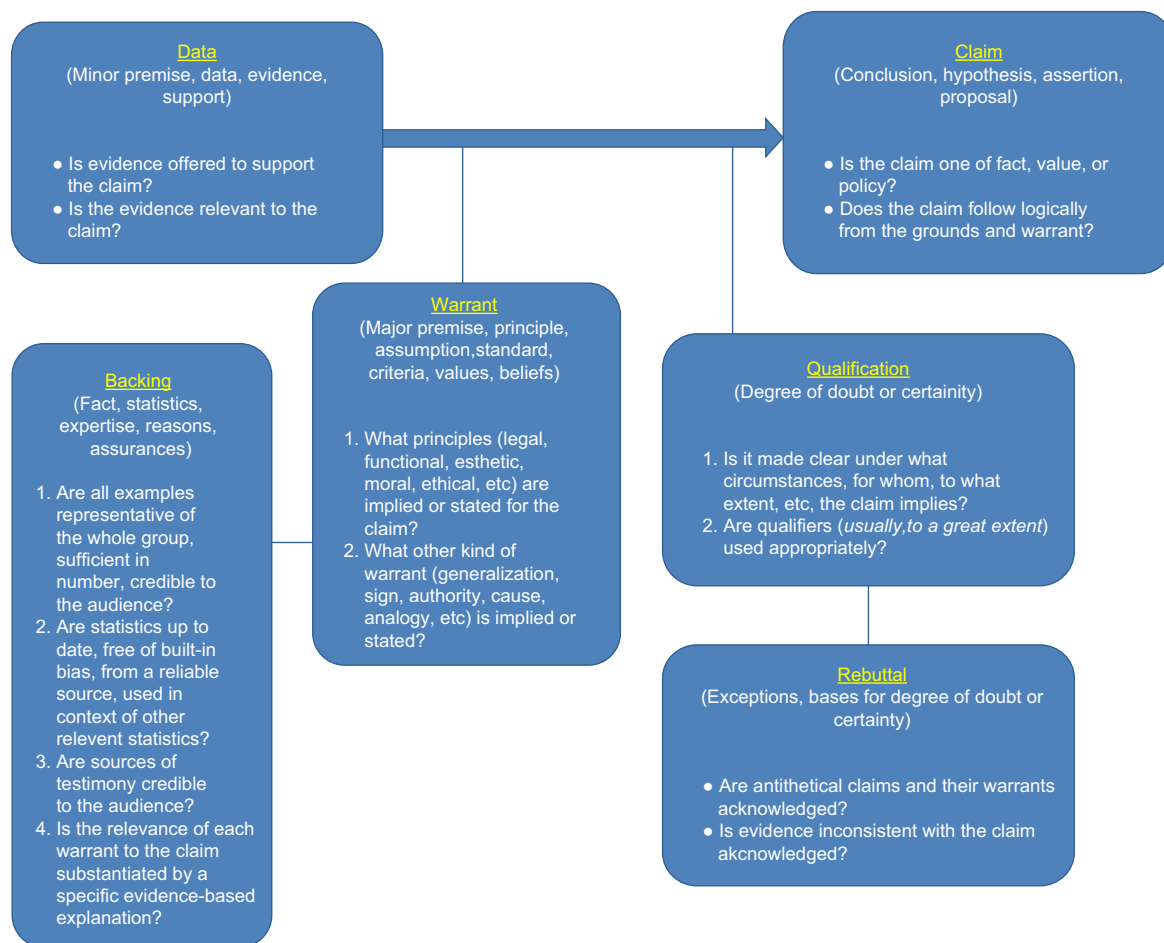 Data
(Minor premise, data, evidence,
support)
● Is evidence offered to support
the claim?
● Is the evidence relevant to the
claim?
Claim
(Conclusion, hypothesis, assertion,
proposal)
● Is the claim one of fact, value, or
policy?
● Does the claim follow logically
from the grounds and warrant?
Warrant
(Major premise, principle,
assumption,standard,
criteria, values, beliefs)
1. What principles (legal,
functional, esthetic,
moral, ethical, etc) are
implied or stated for the
claim?
2. What other kind of
warrant (generalization,
sign, authority, cause,
analogy, etc) is implied or
stated?
Backing
(Fact, statistics,
expertise, reasons,
assurances)
1. Are all examples
representative of
the whole group,
sufficient in
number, credible to
the audience?
2. Are statistics up to
date, free of built-in
bias, from a reliable
source, used in
context of other
relevent statistics?
3. Are sources of
testimony credible
to the audience?
4. Is the relevance of each
warrant to the claim
substantiated by a
specific evidence-based
explanation?
Qualification
(Degree of doubt or certainity)
1. Is it made clear under what
circumstances, for whom, to what
extent, etc, the claim implies?
2. Are qualifiers (usually,to a great extent)
used appropriately?
Rebuttal
(Exceptions, bases for degree of doubt or
certainty)
● Are antithetical claims and their warrants
acknowledged?
● Is evidence inconsistent with the claim
akcnowledged?